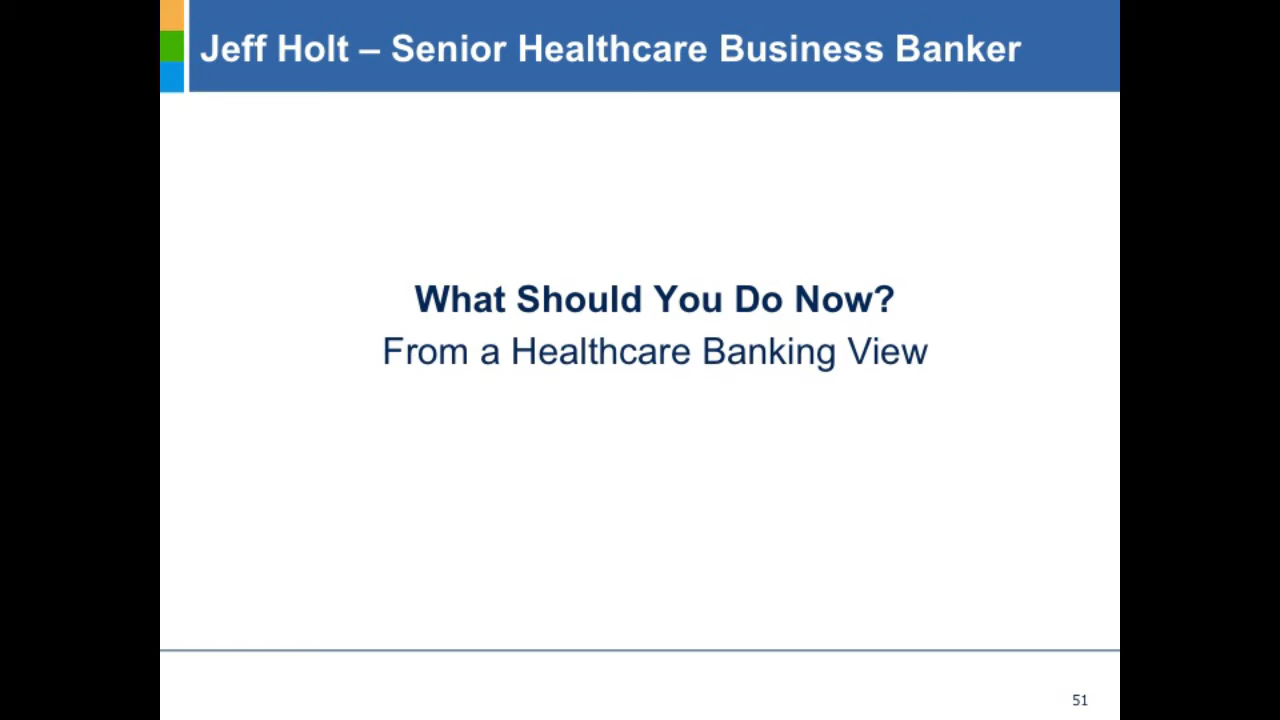 Jeff Holt – Senior Healthcare Business Banker
What Should You Do Now?
From a Healthcare Banking View
51